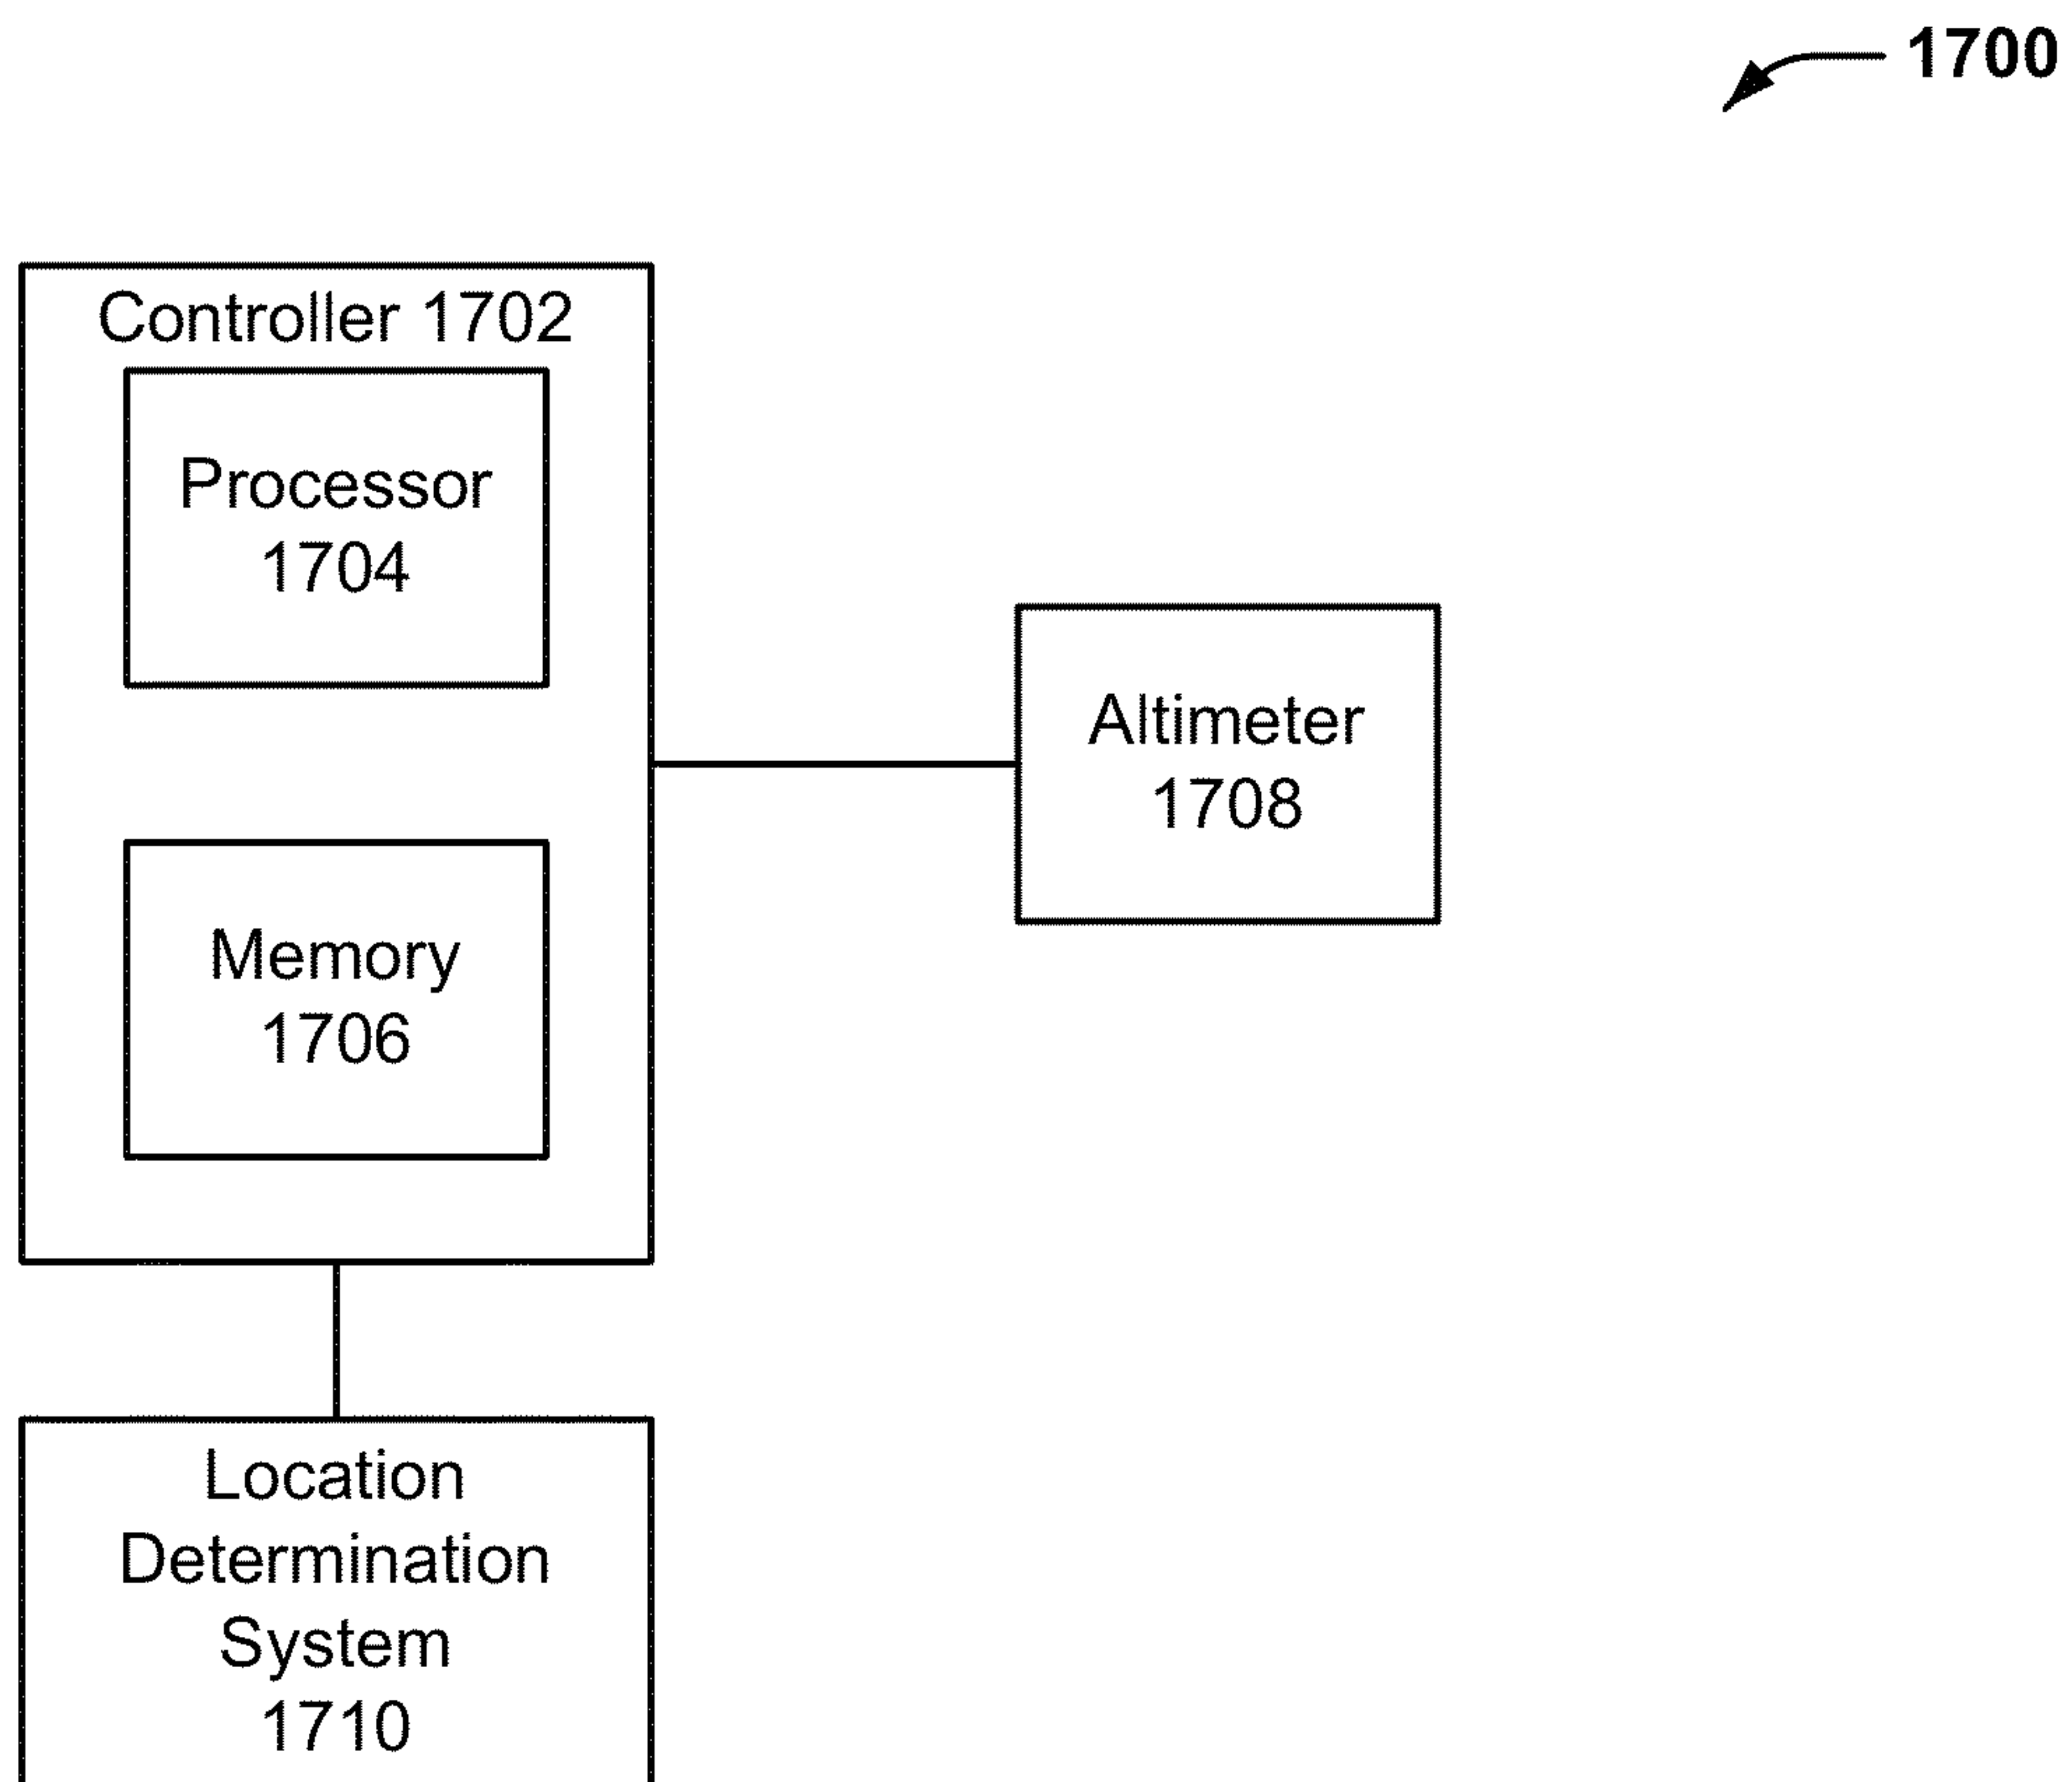 1700
Controller 1702
Processor
1704
Altimeter
1708
Memory
1706
Location
Determination
System
1710